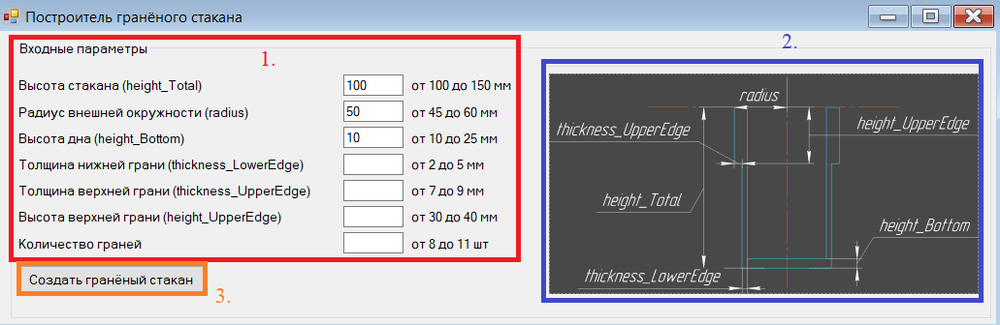 Построитель гранёного стакана
Входные параметры
1.
Высота стакана (height_Total) 100 от 100 до 150 мм
Радиус внешней окружности (radius) 50 от 45 до 60 мм
Высота дна (height_Bottom) 10 от 10 до 25 мм
Толщина нижней грани (thickness_LowerEdge) от 2 до 5 мм
Толщина верхней грани (thickness_UpperEdge) от 7 до 9 мм
Высота верхней грани (height_UpperEdge) от 30 до 40 мм
Количество граней от 8 до 11 шт
Создать гранёный стакан
3.
2.
radius
thickness_UpperEdge
height_UpperEdge
height_Total
height_Bottom
thickness_LowerEdge